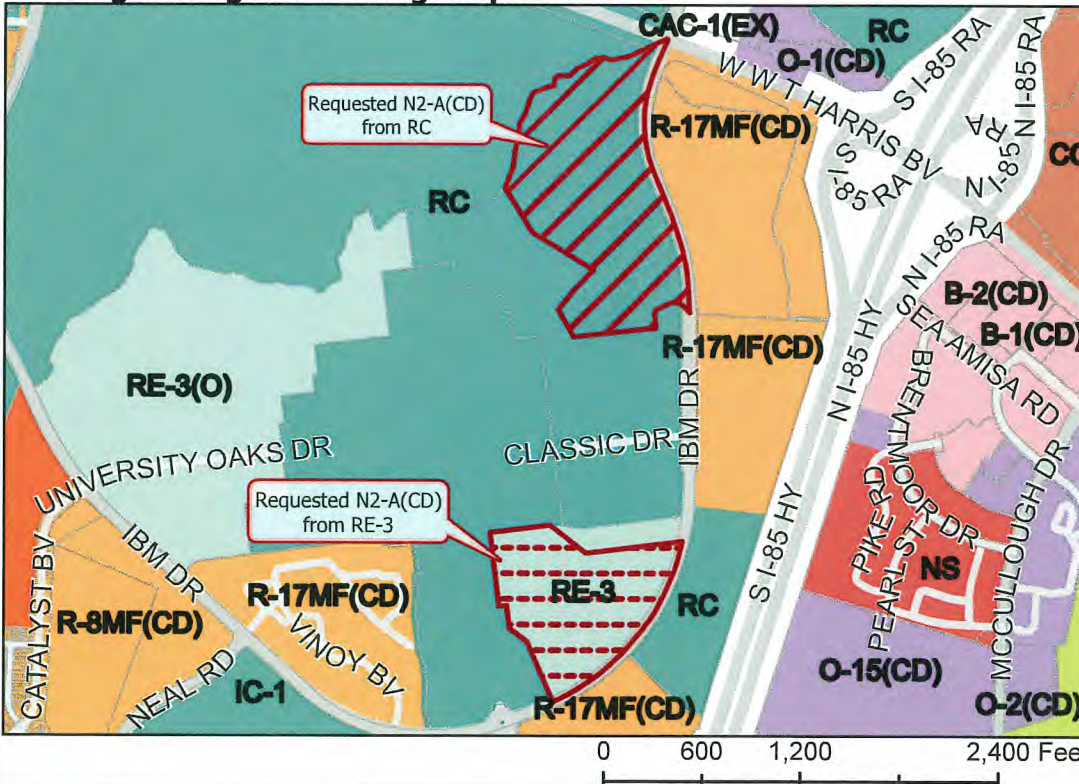 CAC-1(EX)
RC
O-1(CD)
S I-85 RA
N I-85 RA
W W T HARRIS BV
Requested N2-A(CD)
from RC
R-17MF(CD)
S I-85 RA
RA
N I-85 RA
RC
N I-85 RA
B-2(CD)
B-1(CD)
SEA AMISA RD
R-17MF(CD)
N I-85 HY
RE-3(O)
BRENTMOOR DR
IBM DR
CLASSIC DR
UNIVERSITY OAKS DR
Requested N2-A(CD)
from RE-3
MCCULLOUGH DR
PIKE RD
PEARL ST
S I-85 HY
IBM DR
CATALYST BV
R-17MF(CD)
RE-3
RC
NS
R-8MF(CD)
VINOY BV
NEAL RD
IC-1
O-15(CD)
R-17MF(CD)
O-2(CD)
0 600 1,200 2,400 Fee